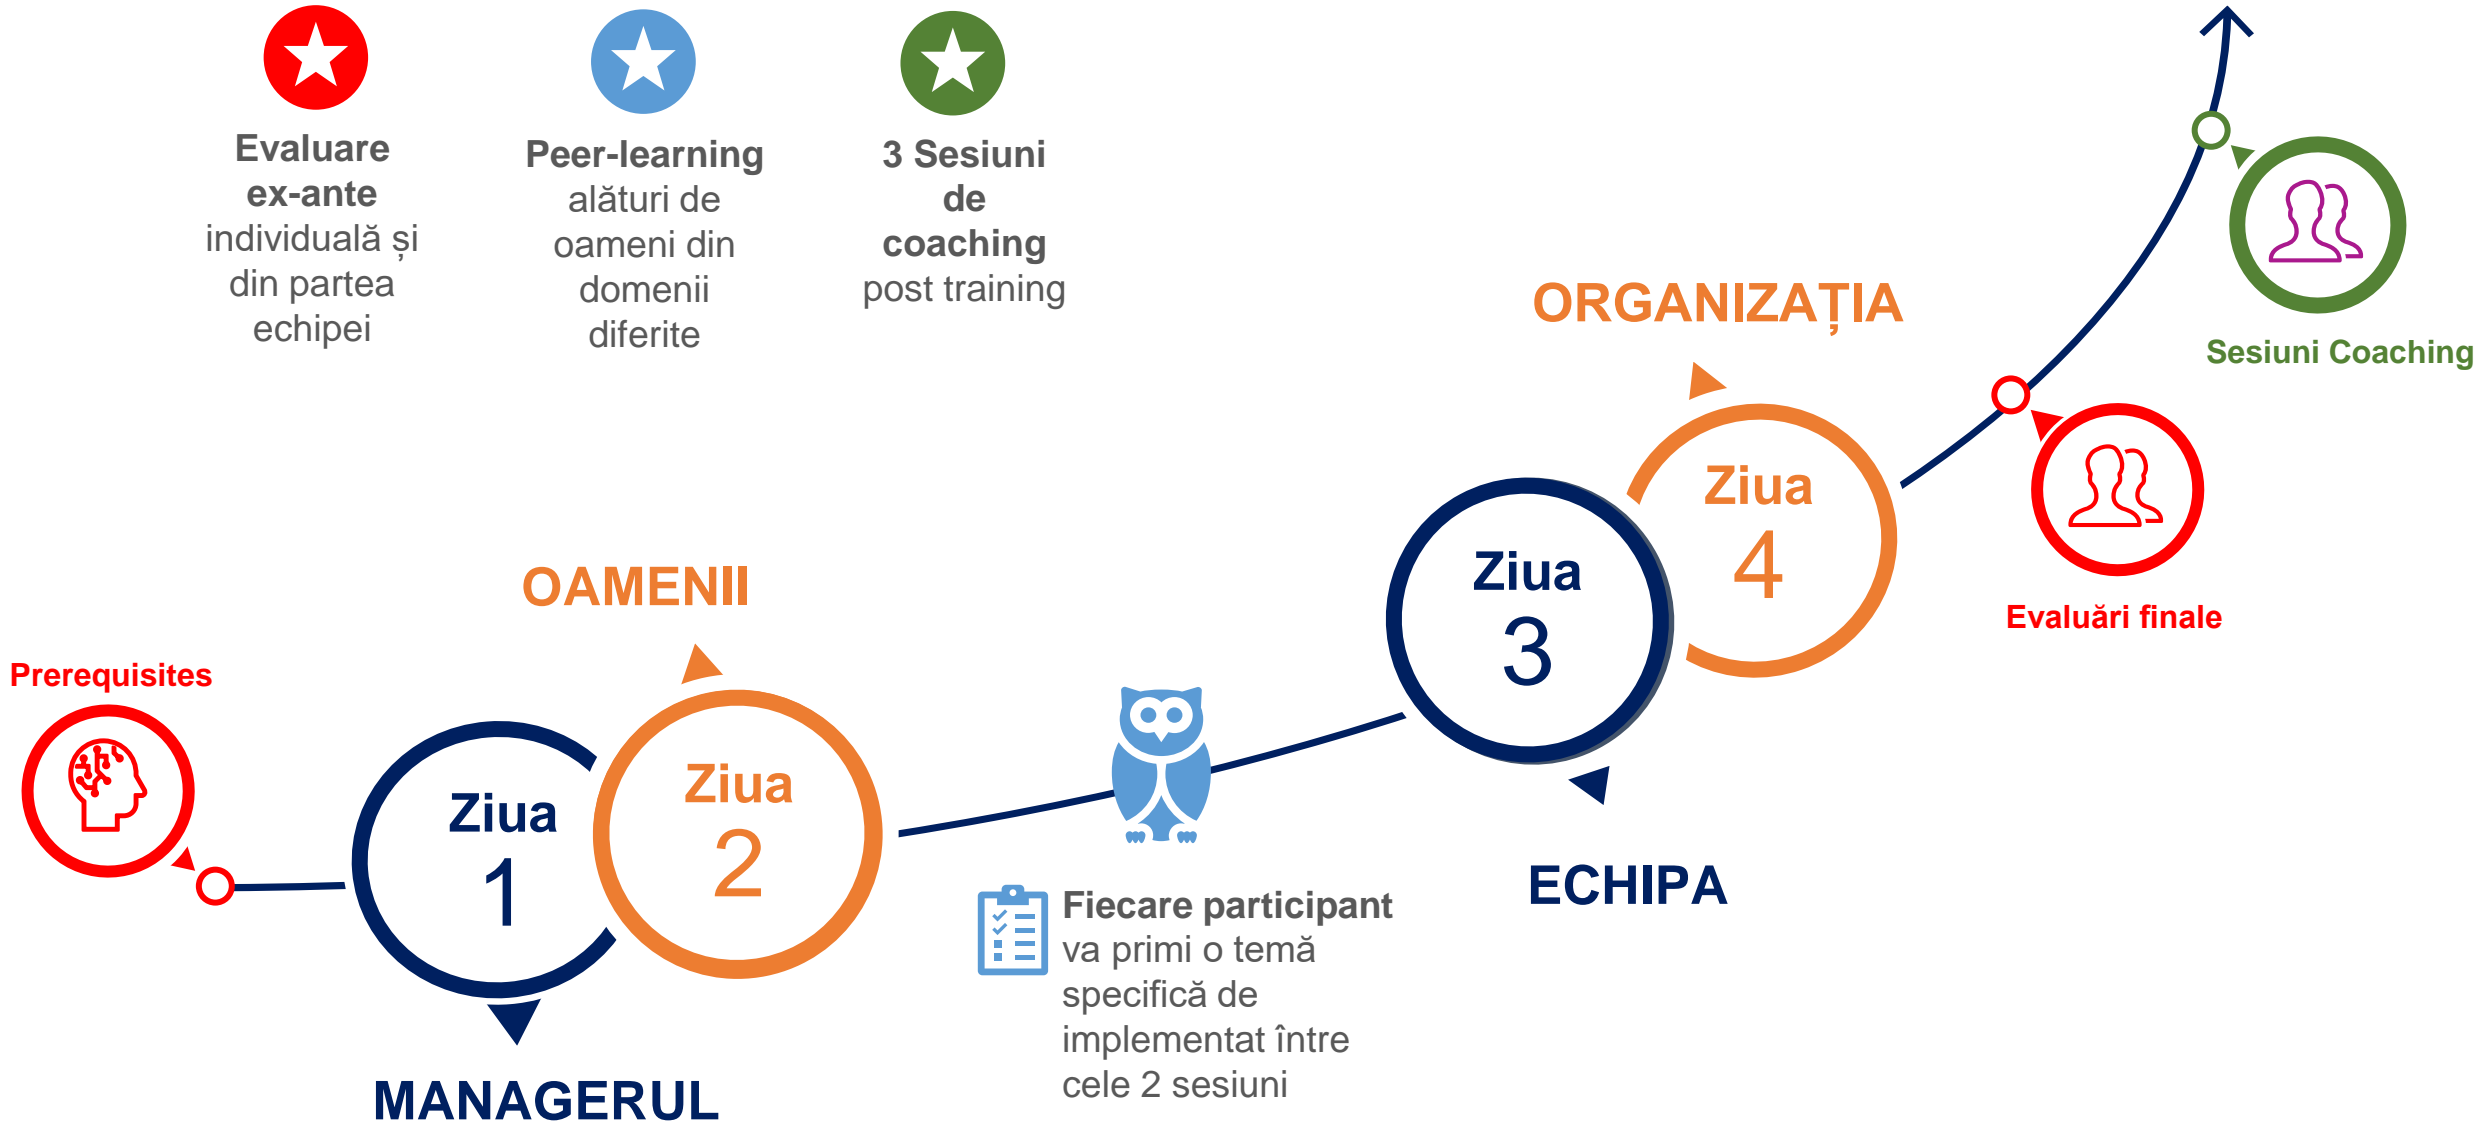 Evaluare
ex-ante
individuală și
din partea
echipei
Peer-learning
alături de
oameni din
domenii
diferite
3 Sesiuni
de
coaching
post training
Prerequisites
Ziua
1
MANAGERUL
OAMENII
Ziua
2
Fiecare participant
va primi o temă
specifică de
implementat între
cele 2 sesiuni
Ziua
3
ECHIPA
ORGANIZAȚIA
Ziua
4
Evaluări finale
Sesiuni Coaching